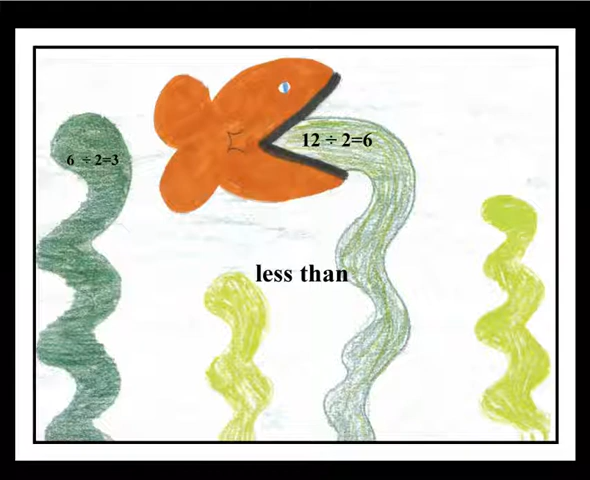 6 ÷ 2=3
12 ÷ 2=6
less than